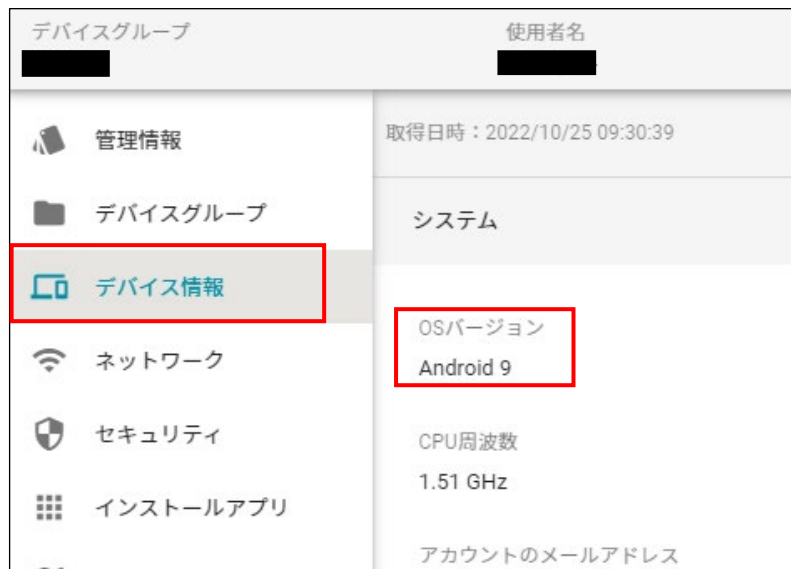 デバイスグループ
使用者名
管理情報
デバイスグループ
デバイス情報
ネットワーク
セキュリティ
インストールアプリ
取得日時：2022/10/25 09:30:39
システム
OSバージョン
Android 9
CPU周波数
1.51 GHz
アカウントのメールアドレス